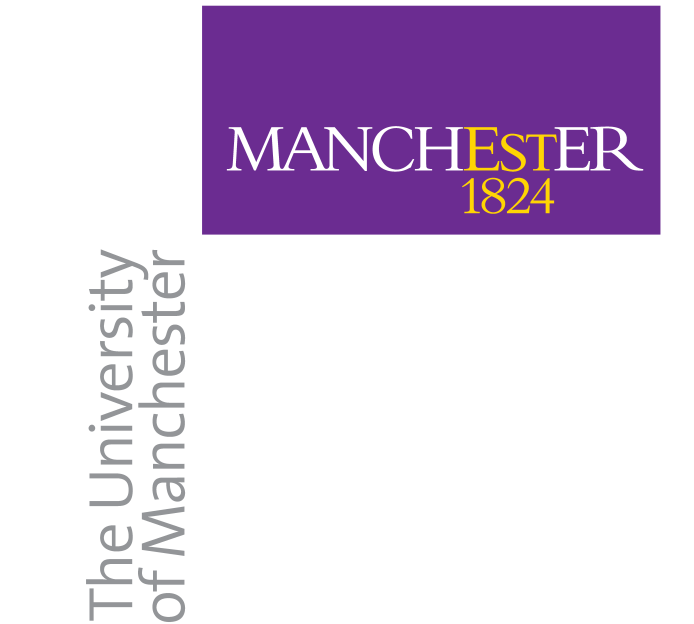 MANCHESTER
1824
The University
of Manchester